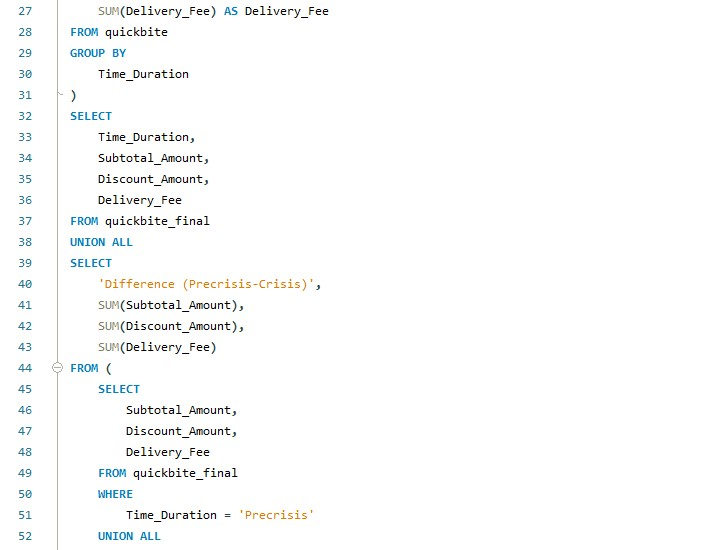 27 SUM(Delivery_Fee) AS Delivery_Fee
28 FROM quickbite
29 GROUP BY
30 Time_Duration
31 )
32 SELECT
33 Time_Duration,
34 Subtotal_Amount,
35 Discount_Amount,
36 Delivery_Fee
37 FROM quickbite_final
38 UNION ALL
39 SELECT
40 'Difference (Precrisis-Crisis)',
41 SUM(Subtotal_Amount),
42 SUM(Discount_Amount),
43 SUM(Delivery_Fee)
44 FROM (
45 SELECT
46 Subtotal_Amount,
47 Discount_Amount,
48 Delivery_Fee
49 FROM quickbite_final
50 WHERE
51 Time_Duration = 'Precrisis'
52 UNION ALL